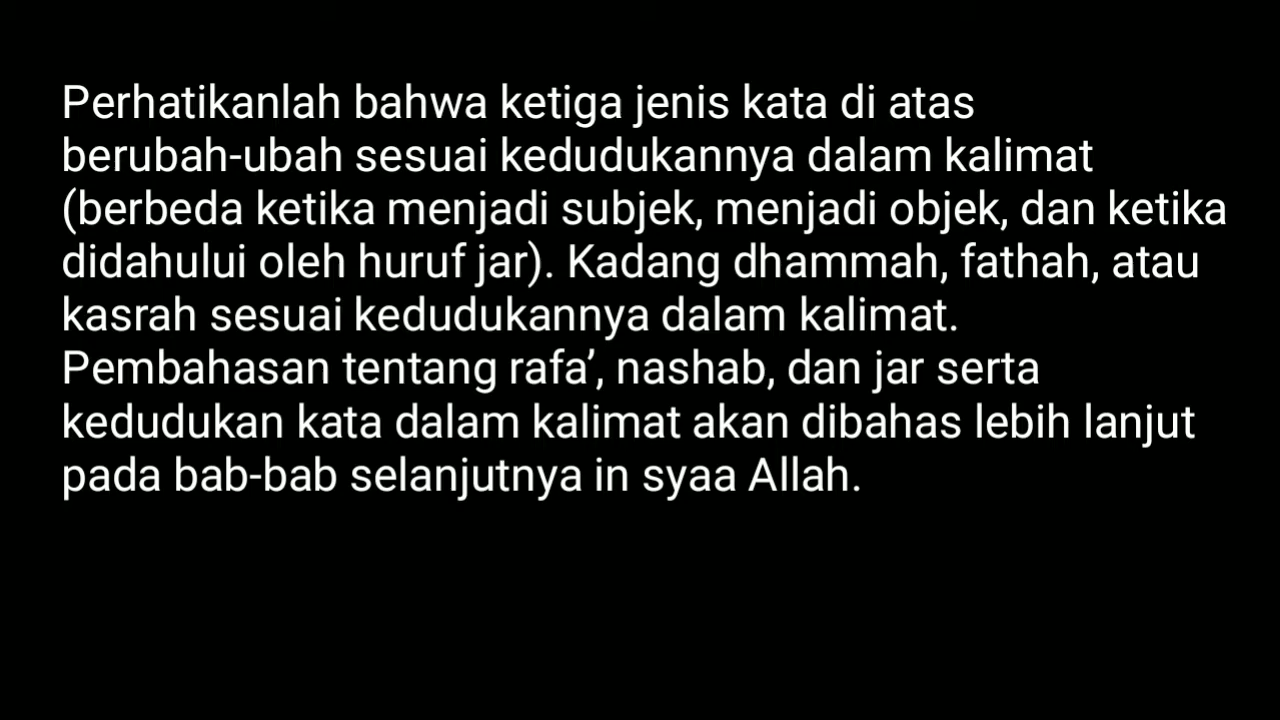 Perhatikanlah bahwa ketiga jenis kata di atas
berubah-ubah sesuai kedudukannya dalam kalimat
(berbeda ketika menjadi subjek, menjadi objek, dan ketika
didahului oleh huruf jar). Kadang dhammah, fathah, atau
kasrah sesuai kedudukannya dalam kalimat.
Pembahasan tentang rafa’, nashab, dan jar serta
kedudukan kata dalam kalimat akan dibahas lebih lanjut
pada bab-bab selanjutnya in syaa Allah.